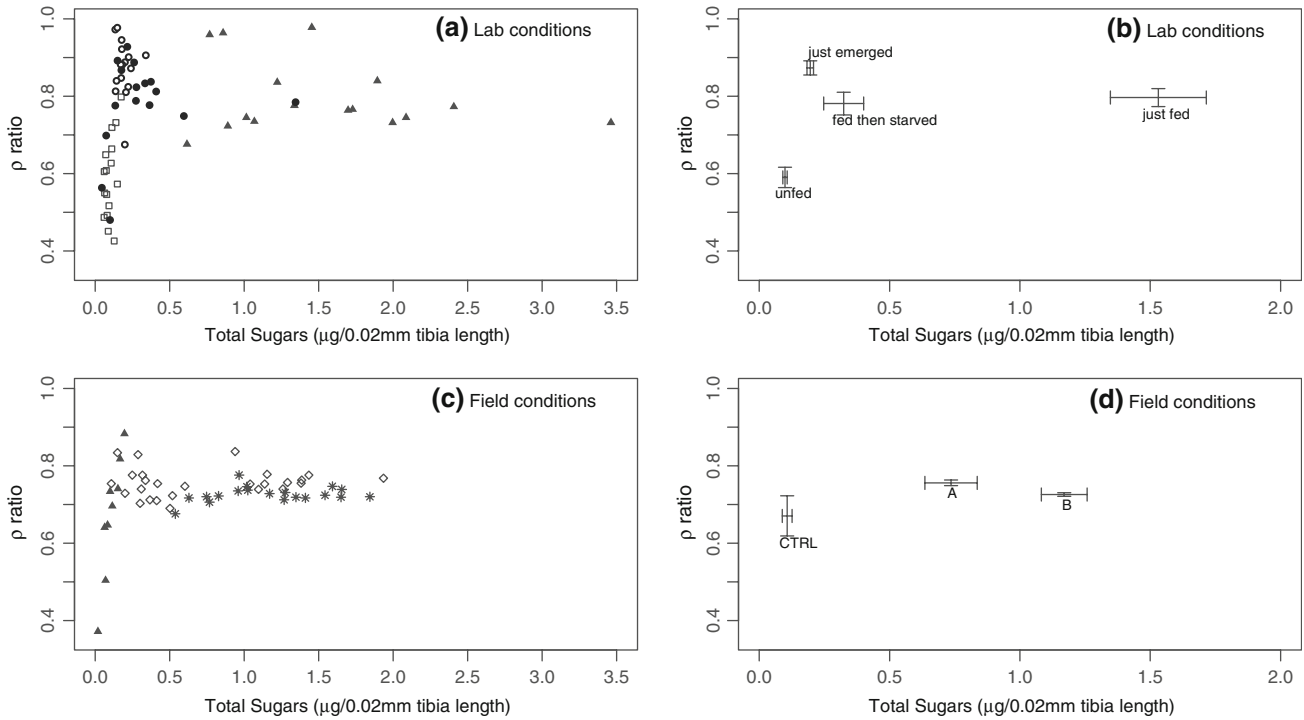 (a) Lab conditions
ρ ratio
1.0
0.8
0.6
0.4
0.0 0.5 1.0 1.5 2.0 2.5 3.0 3.5
Total Sugars (μg/0.02mm tibia length)
(b) Lab conditions
ρ ratio
1.0
0.8
0.6
0.4
just emerged
fed then starved
just fed
unfed
0.0 0.5 1.0 1.5 2.0
Total Sugars (μg/0.02mm tibia length)
(c) Field conditions
ρ ratio
1.0
0.8
0.6
0.4
0.0 0.5 1.0 1.5 2.0 2.5 3.0 3.5
Total Sugars (μg/0.02mm tibia length)
(d) Field conditions
ρ ratio
1.0
0.8
0.6
0.4
A
B
CTRL
0.0 0.5 1.0 1.5 2.0
Total Sugars (μg/0.02mm tibia length)